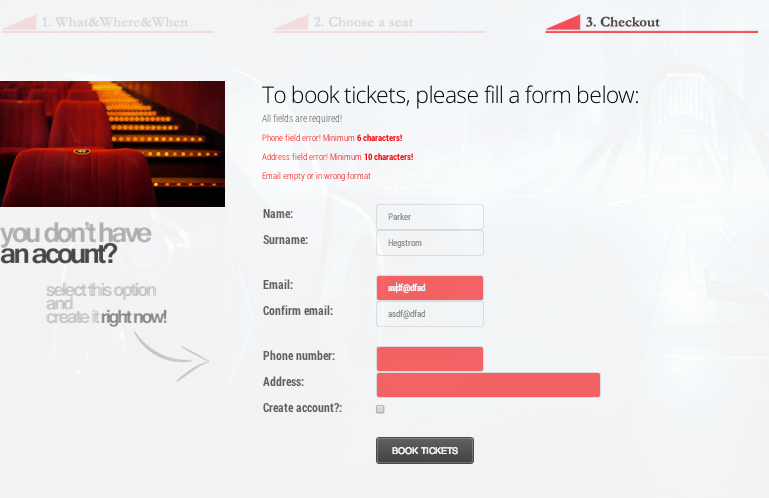 1. What&Where&When
2. Choose a seat
3. Checkout
To book tickets, please fill a form below:
All fields are required!
Phone field error! Minimum 6 characters!
Address field error! Minimum 10 characters!
Email empty or in wrong format
you don't have
an acount?
select this option
and
create it right now!
Name: Parker
Surname: Hegstrom
Email: asdf@dfad
Confirm email: asdf@dfad
Phone number:
Address:
Create account?:
BOOK TICKETS